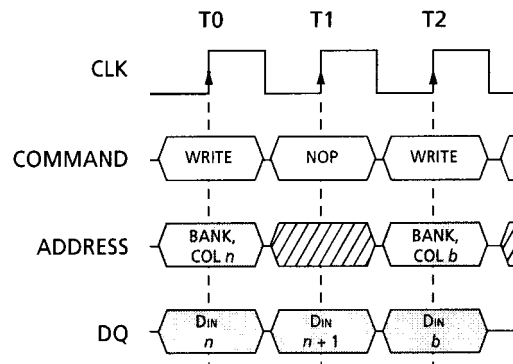 T0 T1 T2
CLK
COMMAND WRITE NOP WRITE
ADDRESS BANK, COL n BANK, COL b
DQ DIN n DIN n + 1 DIN b